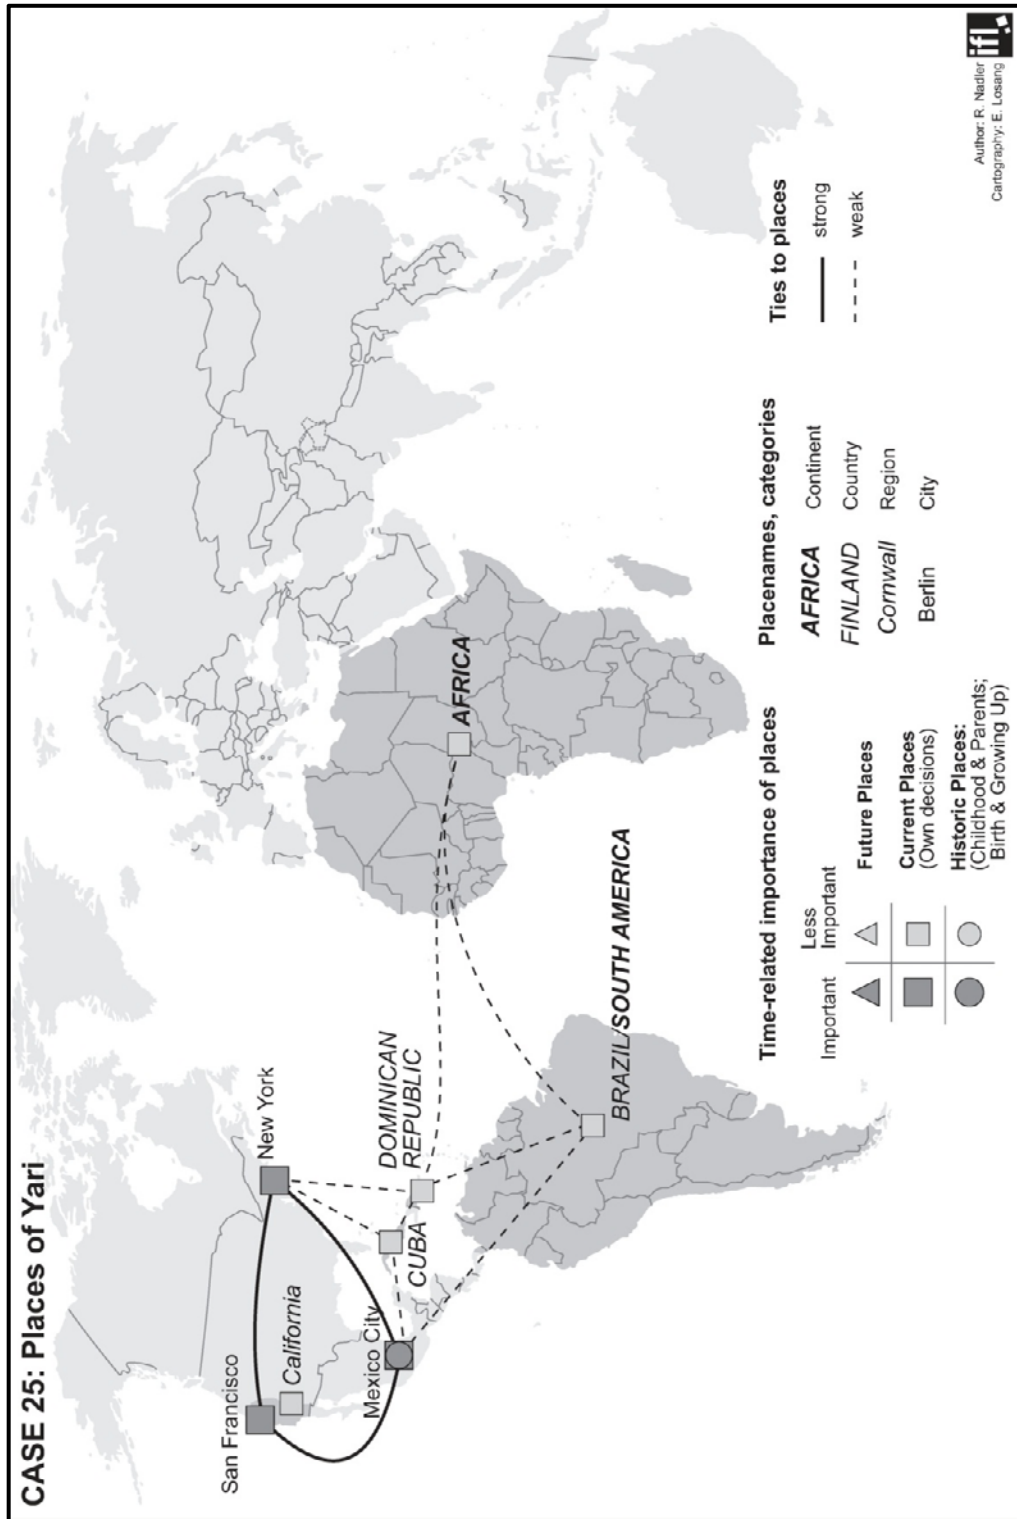 CASE 25: Places of Yari
San Francisco
New York
California
Mexico City
CUBA
DOMINICAN
REPUBLIC
BRAZIL/SOUTH AMERICA
AFRICA
Time-related importance of places
Important
Less
Important
Future Places
Current Places
(Own decisions)
Historic Places:
(Childhood & Parents;
Birth & Growing Up)
Placenames, categories
AFRICA Continent
FINLAND Country
Cornwall Region
Berlin City
Ties to places
strong
weak
Author: R. Nadler
Cartography: E. Losang
ifl